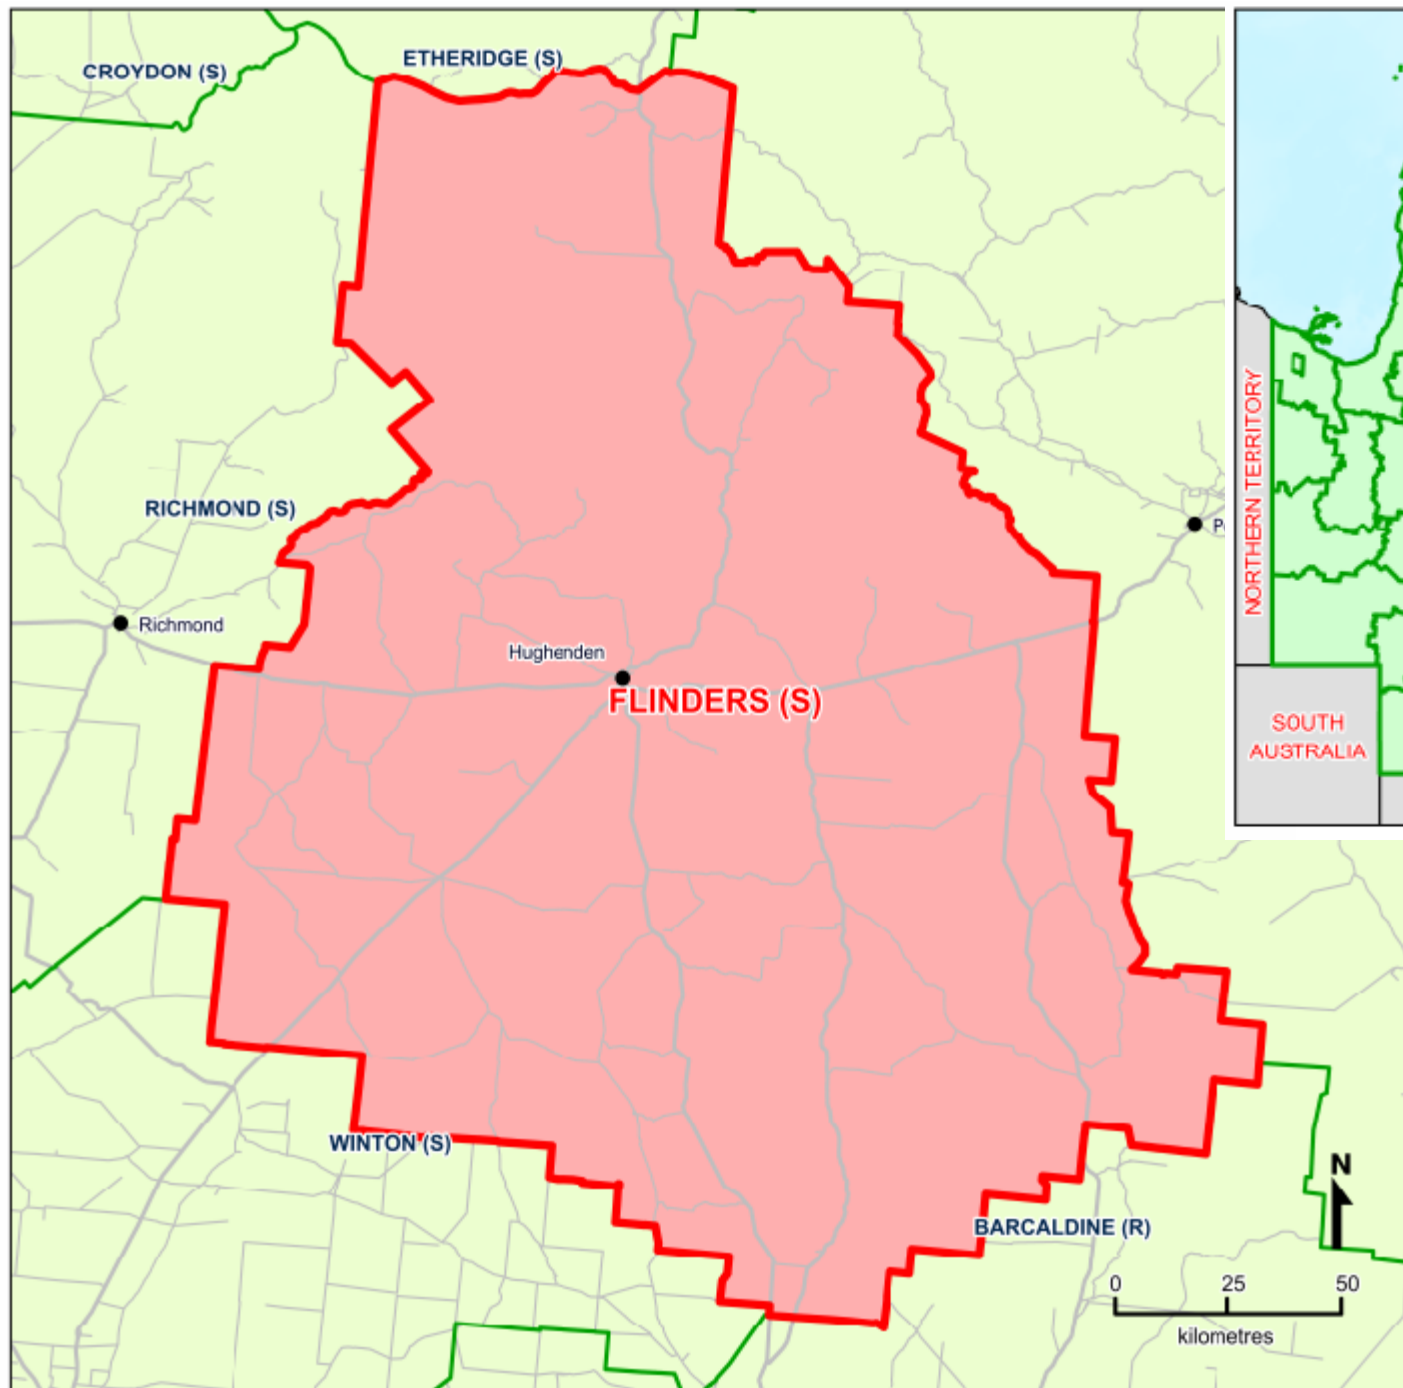 ETHERIDGE (S)
CROYDON (S)
NORTHERN TERRITORY
RICHMOND (S)
Richmond
Hughenden
FLINDERS (S)
SOUTH
AUSTRALIA
WINTON (S)
N
BARCALDINE (R)
0 25 50
kilometres